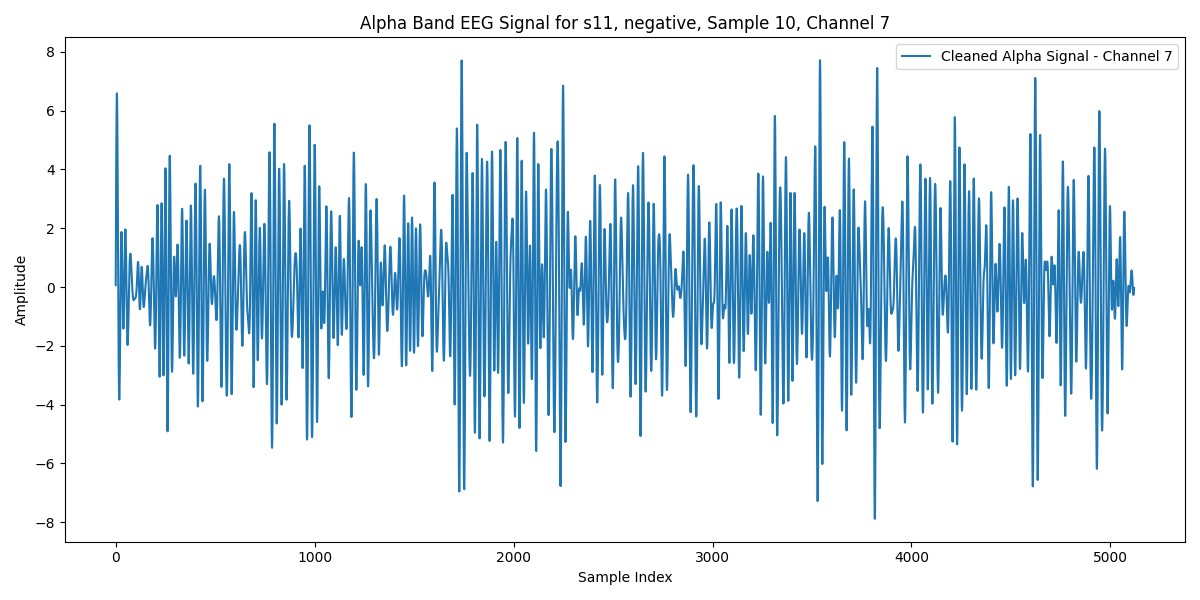 Alpha Band EEG Signal for s11, negative, Sample 10, Channel 7
Cleaned Alpha Signal - Channel 7
Amplitude
8
6
4
2
0
−2
−4
−6
−8
0 1000 2000 3000 4000 5000
Sample Index